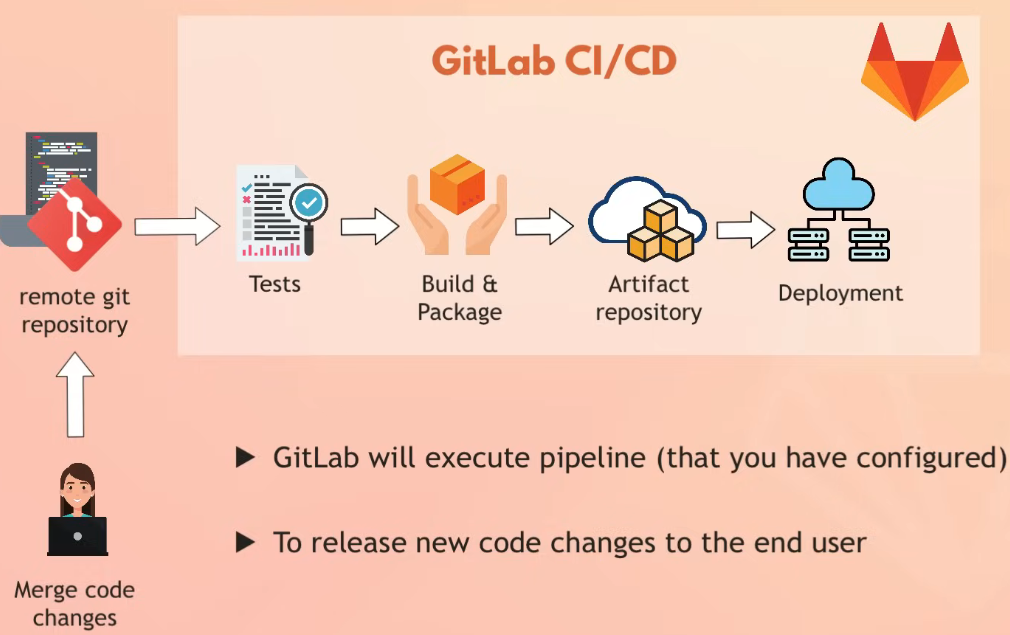 GitLab CI/CD
remote git
repository
Tests
Build &
Package
Artifact
repository
Deployment
Merge code
changes
▶ GitLab will execute pipeline (that you have configured)
▶ To release new code changes to the end user